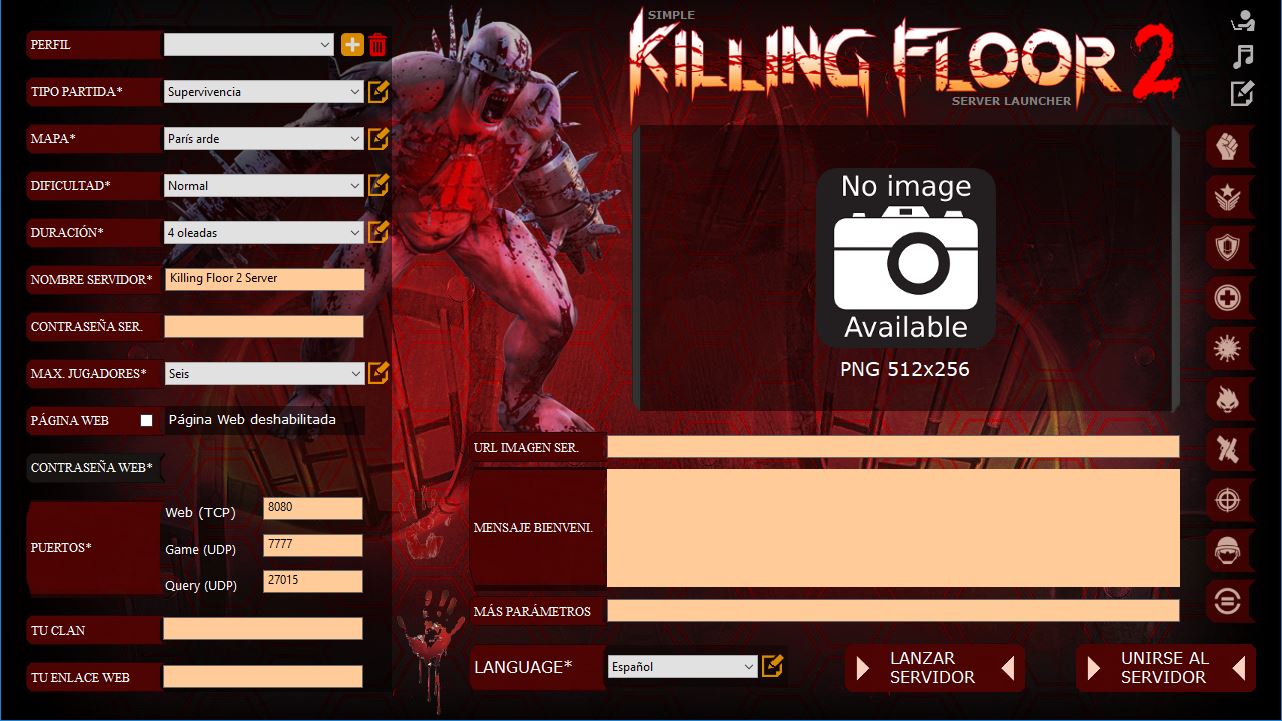 SIMPLE
KILLING FLOOR 2
SERVER LAUNCHER
PERFIL
TIPO PARTIDA*
Supervivencia
MAPA*
París arde
DIFICULTAD*
Normal
DURACIÓN*
4 oleadas
NOMBRE SERVIDOR*
Killing Floor 2 Server
CONTRASEÑA SER.
MAX. JUGADORES*
Seis
PÁGINA WEB
Página Web deshabilitada
CONTRASEÑA WEB*
PUERTOS*
Web (TCP)
8080
Game (UDP)
7777
Query (UDP)
27015
TU CLAN
TU ENLACE WEB
No image
Available
PNG 512x256
URL IMAGEN SER.
MENSAJE BIENVENI.
MÁS PARÁMETROS
LANGUAGE*
Español
LANZAR
SERVIDOR
UNIRSE AL
SERVIDOR